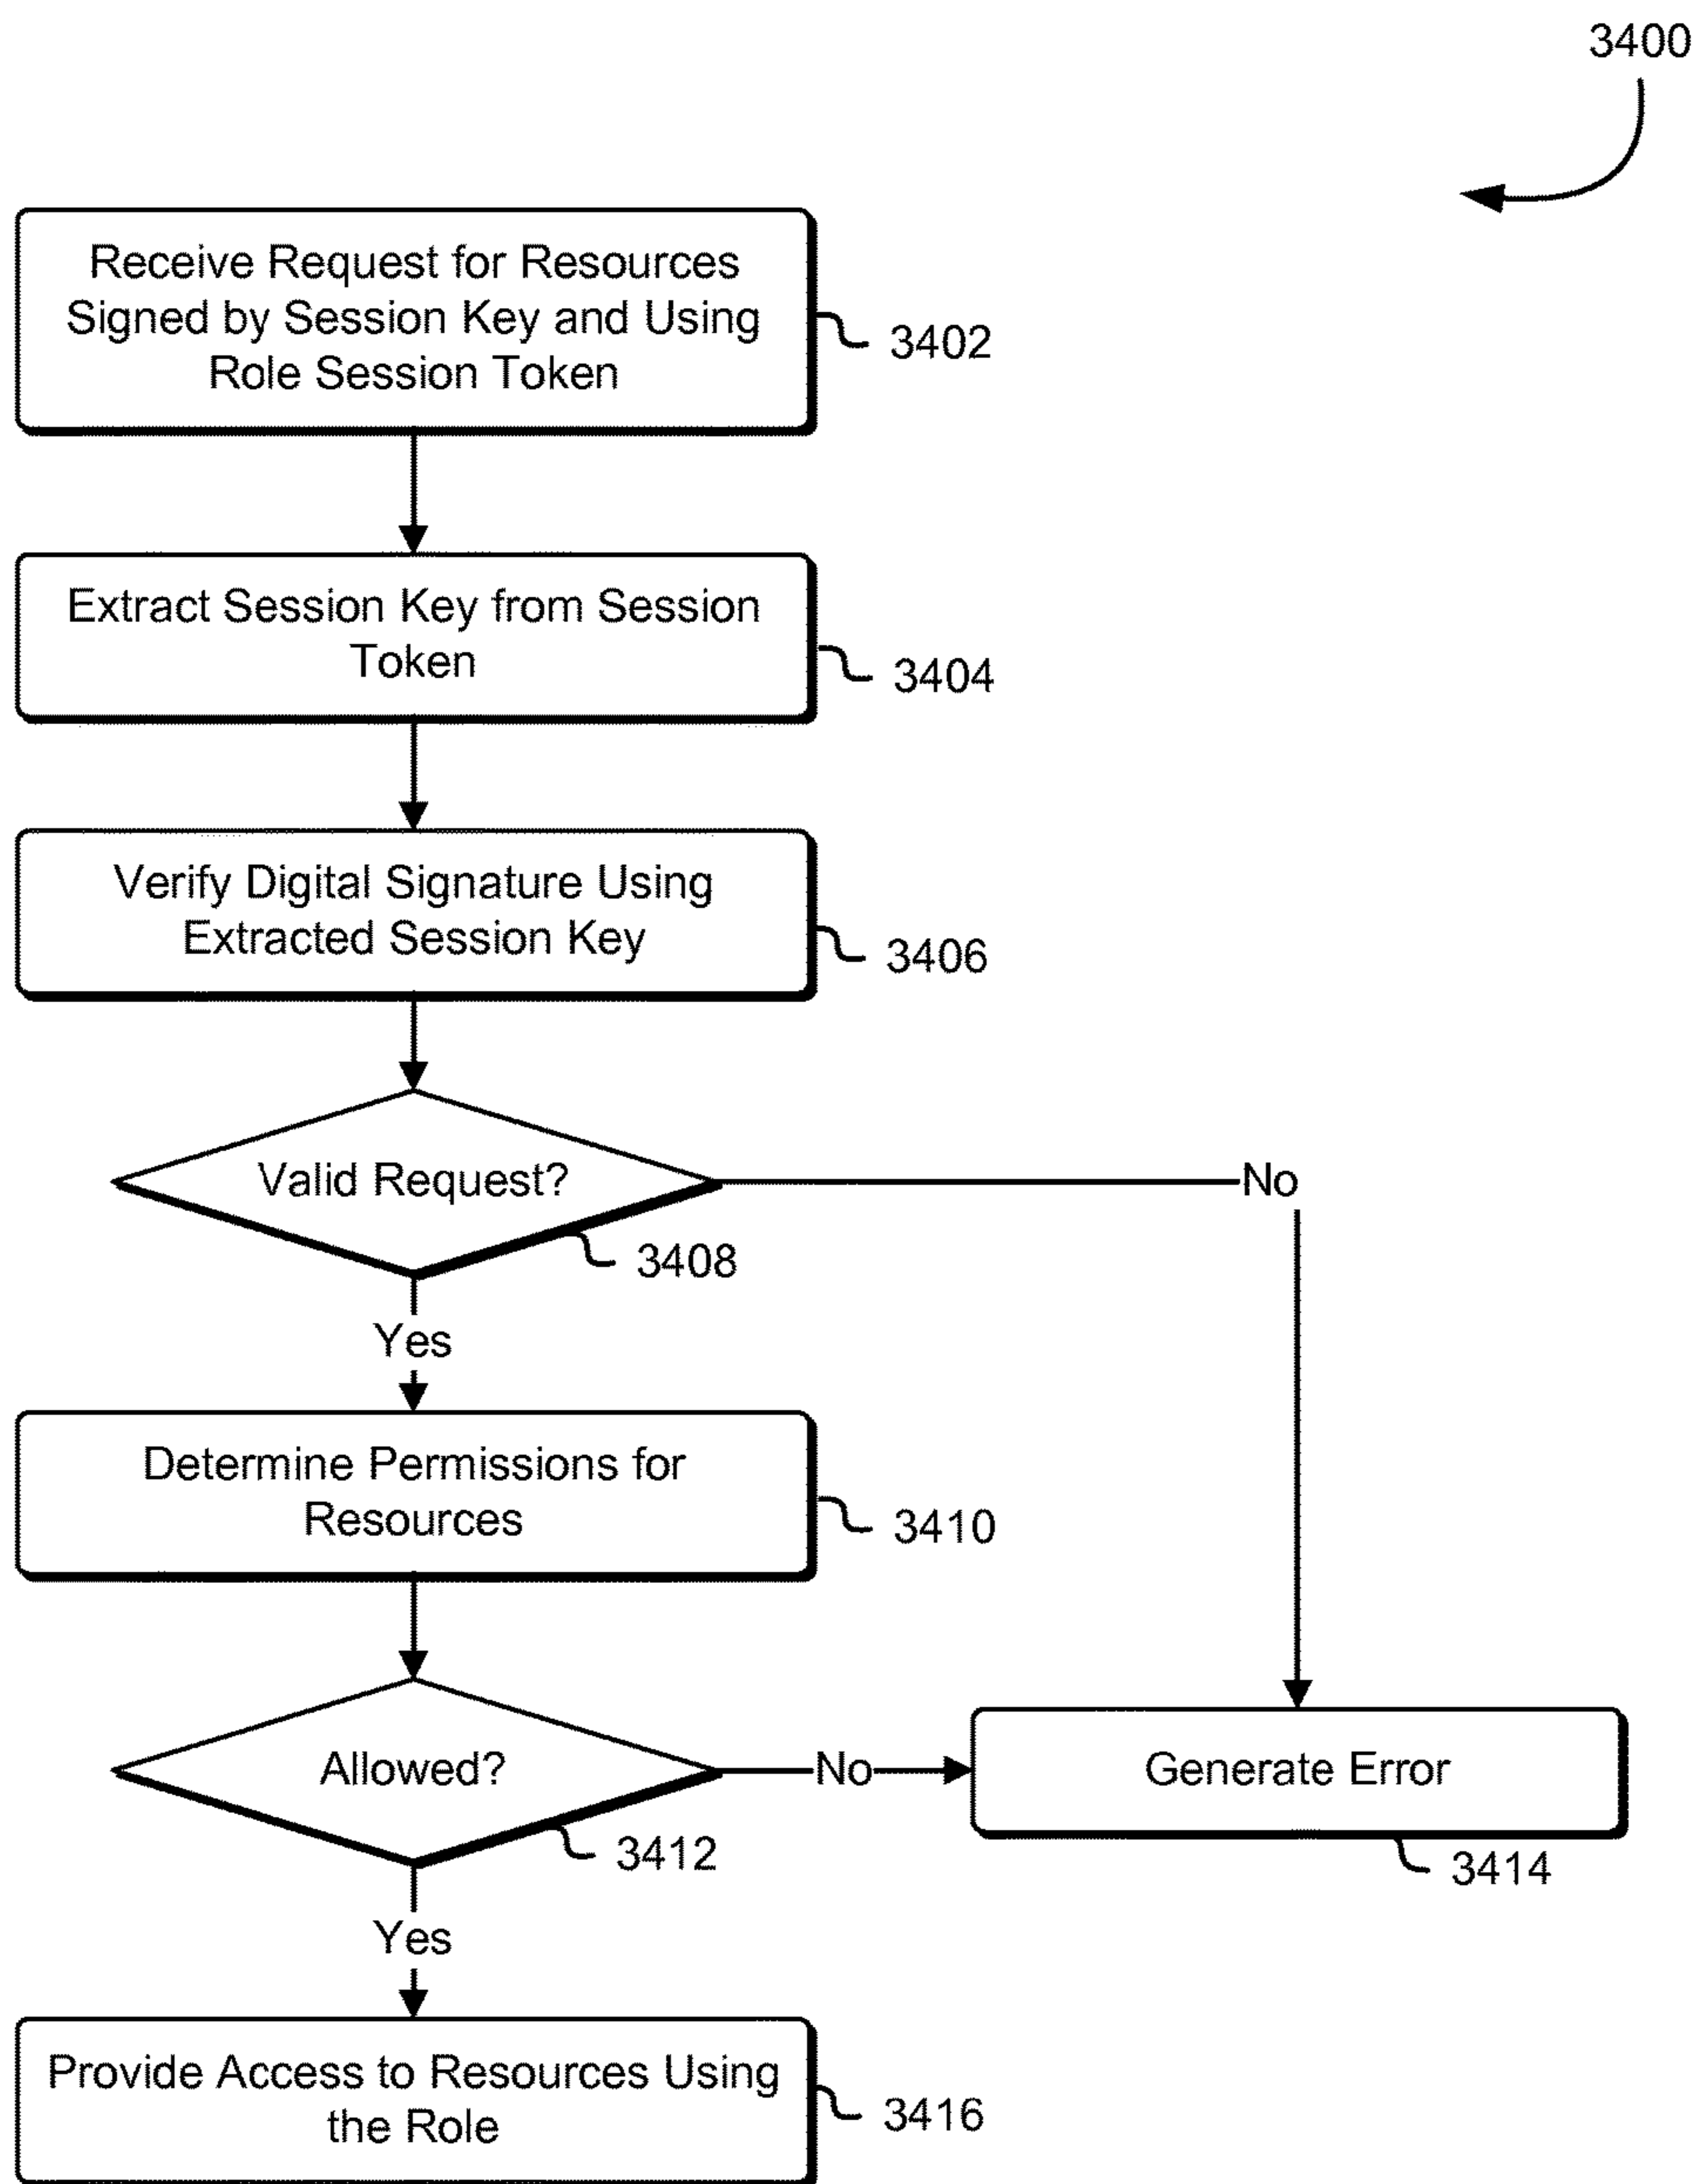 3400
Receive Request for Resources
Signed by Session Key and Using
Role Session Token
3402
Extract Session Key from Session
Token
3404
Verify Digital Signature Using
Extracted Session Key
3406
Valid Request?
No
3408
Yes
Determine Permissions for
Resources
3410
Allowed?
No
Generate Error
3412
3414
Yes
Provide Access to Resources Using
the Role
3416